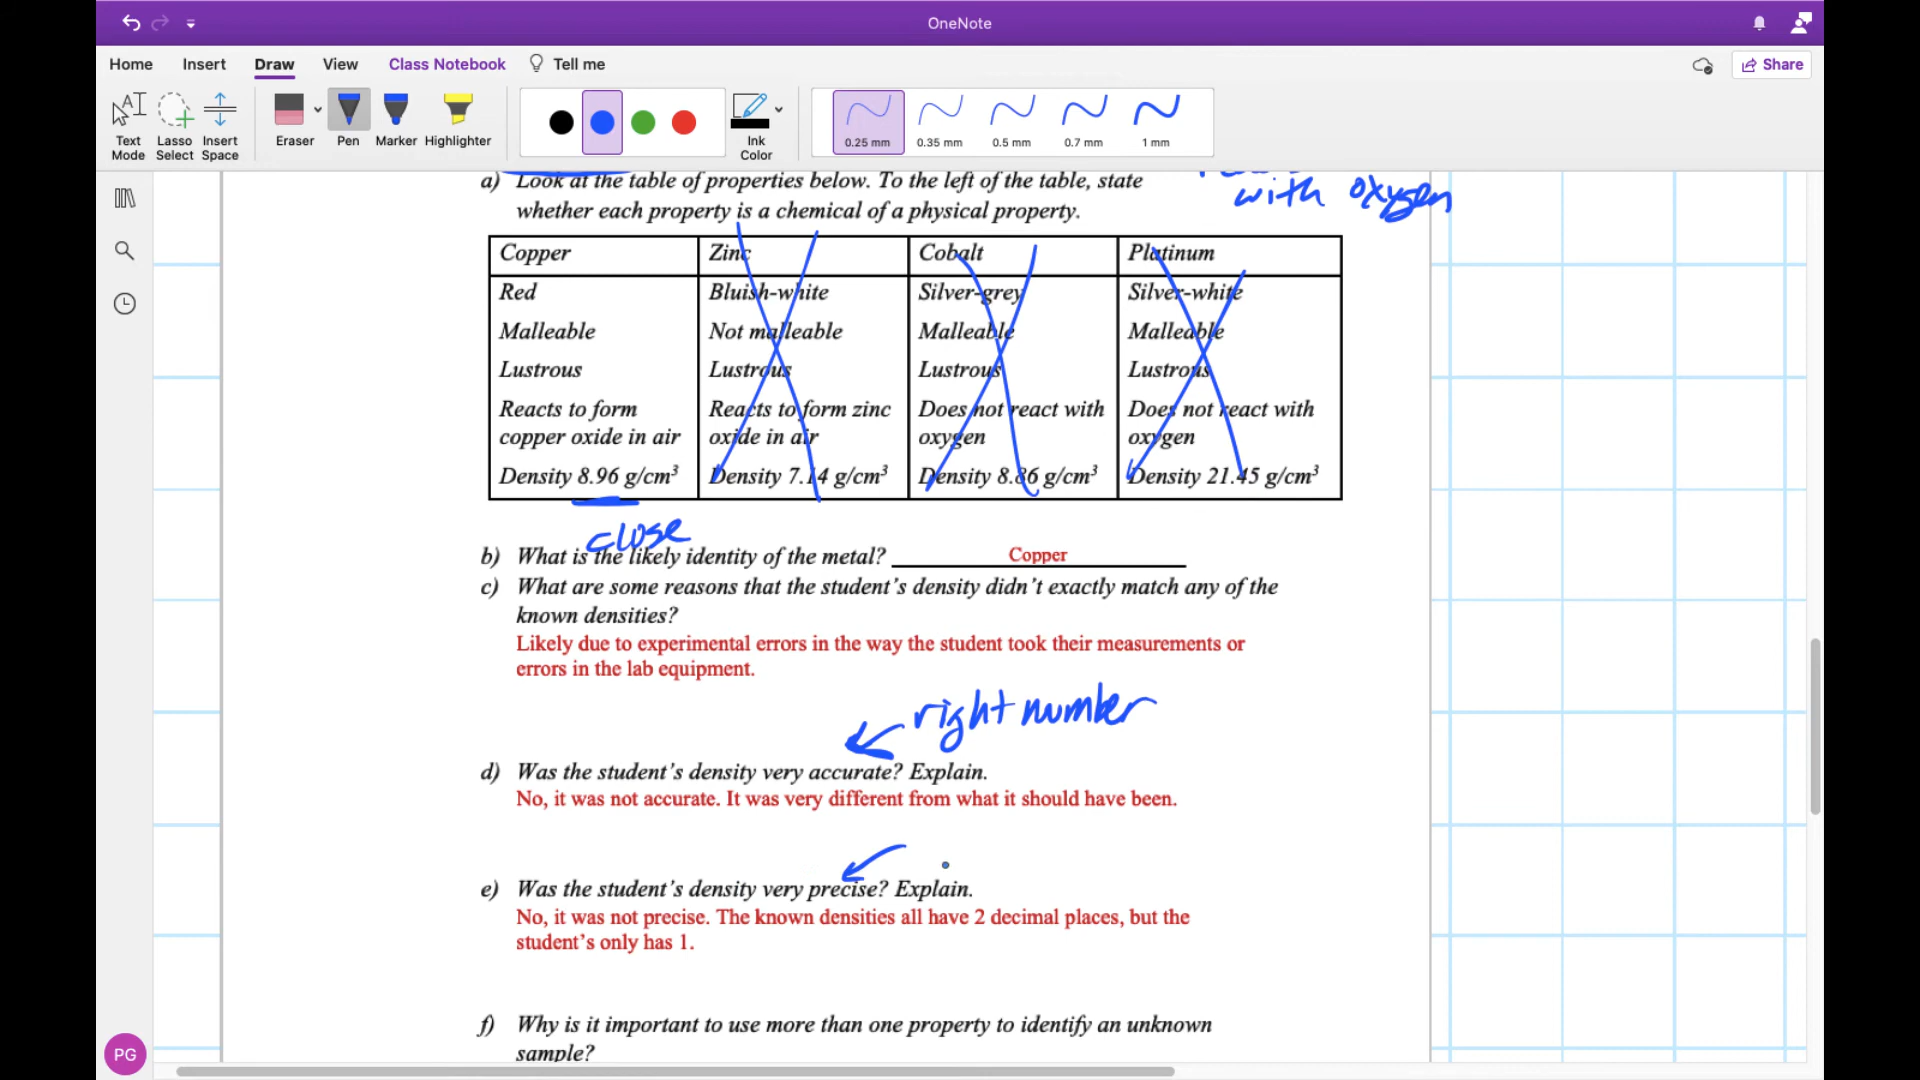 OneNote
Home Insert Draw View Class Notebook Tell me
Share
Text Mode
Lasso Select
Insert Space
Eraser
Pen
Marker
Highlighter
Ink Color
0.25 mm
0.35 mm
0.5 mm
0.7 mm
1 mm
with oxygen
a) Look at the table of properties below. To the left of the table, state
whether each property is a chemical of a physical property.
Copper Zinc Cobalt Platinum
Red Bluish-white Silver-grey Silver-white
Malleable Not malleable Malleable Malleable
Lustrous Lustrous Lustrous Lustrous
Reacts to form Reacts to form zinc Does not react with Does not react with
copper oxide in air oxide in air oxygen oxygen
Density 8.96 g/cm³ Density 7.14 g/cm³ Density 8.86 g/cm³ Density 21.45 g/cm³
close
b) What is the likely identity of the metal? Copper
c) What are some reasons that the student's density didn't exactly match any of the
known densities?
Likely due to experimental errors in the way the student took their measurements or
errors in the lab equipment.
right number
d) Was the student's density very accurate? Explain.
No, it was not accurate. It was very different from what it should have been.
e) Was the student's density very precise? Explain.
No, it was not precise. The known densities all have 2 decimal places, but the
student's only has 1.
f) Why is it important to use more than one property to identify an unknown
sample?
PG